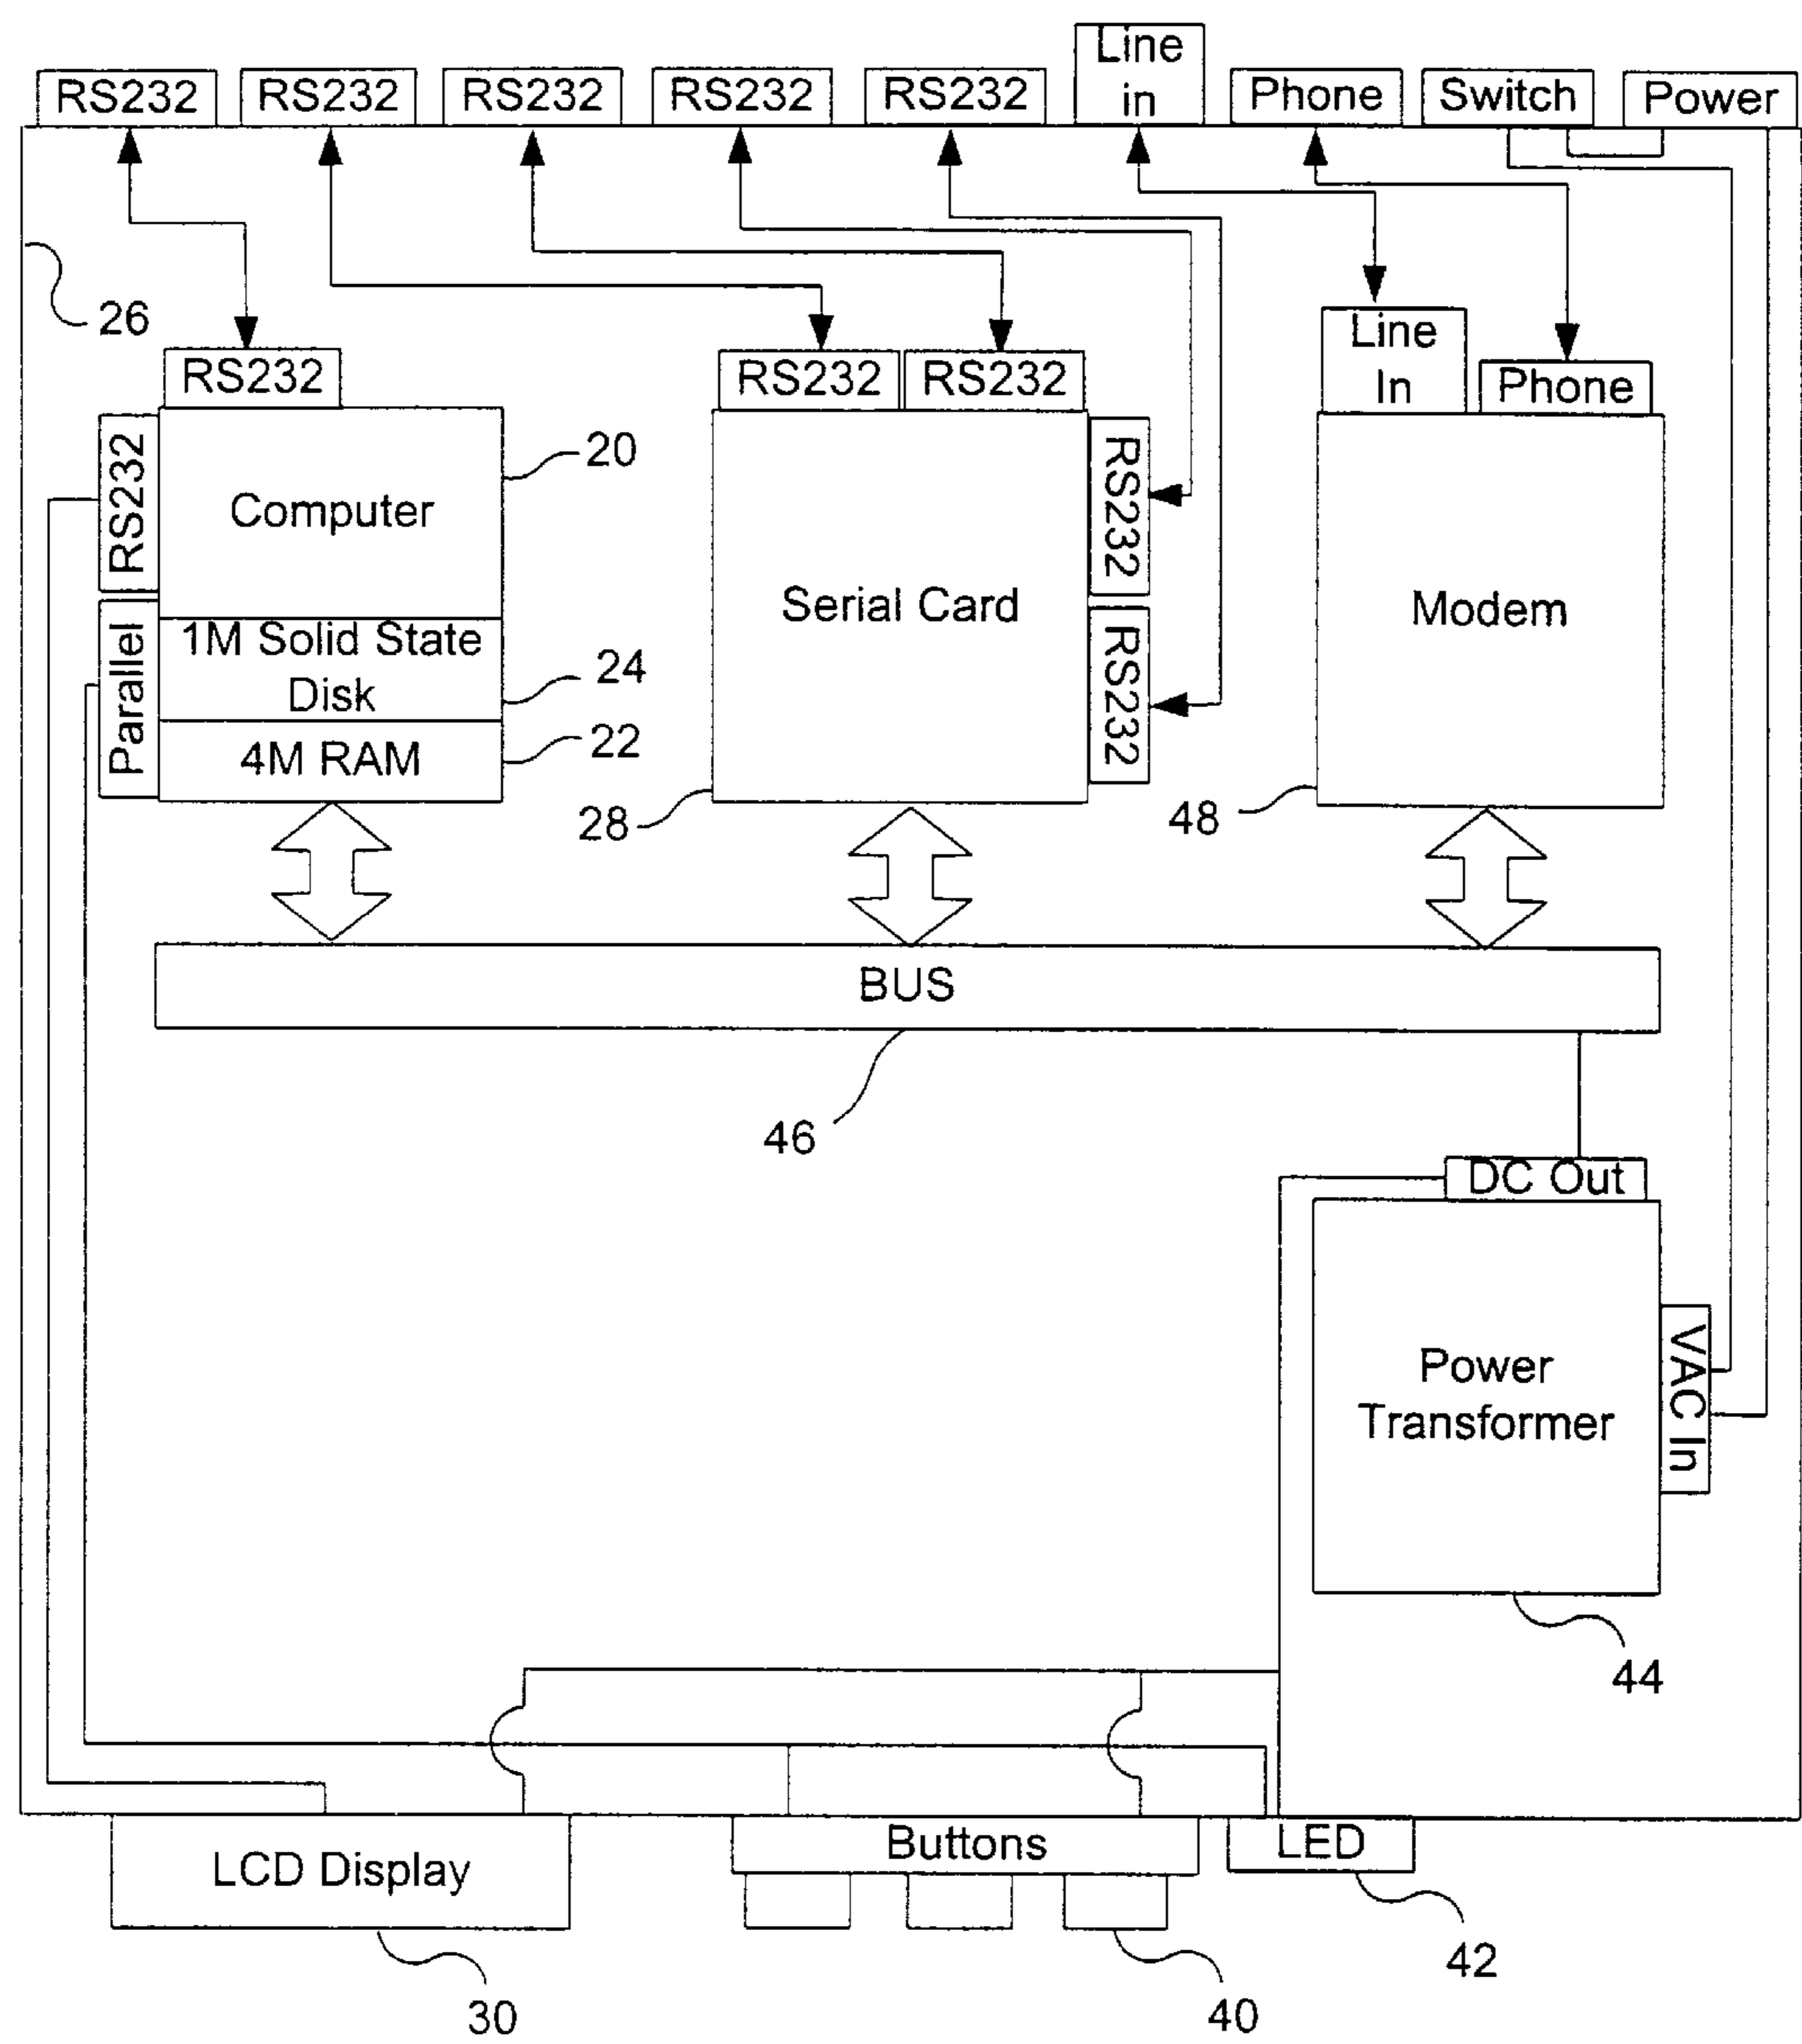 Line
in
RS232
RS232
RS232
RS232
RS232
Phone
Switch
Power
26
Line
In
RS232
RS232
RS232
Phone
RS232
Computer
20
RS232
Serial Card
Modem
Parallel
1M Solid State
Disk
24
RS232
4M RAM
22
28
48
BUS
46
DC Out
Power
Transformer
VAC In
44
LCD Display
Buttons
LED
30
40
42